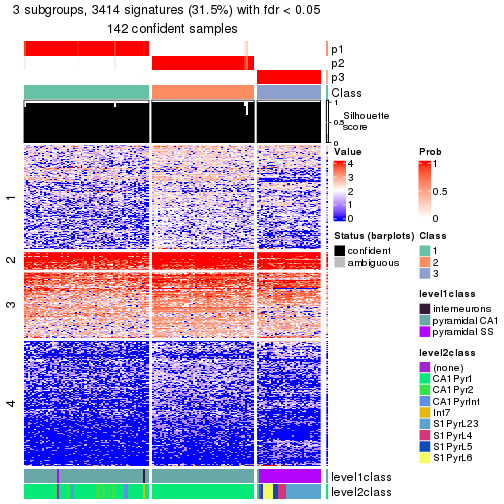 3 subgroups, 3414 signatures (31.5%) with fdr < 0.05
142 confident samples
p1
p2
p3
Class
1
0.5
0
Silhouette
score
1
2
3
4
level1class
level2class
Value
4
3
2
1
0
Prob
1
0.5
0
Status (barplots)
confident
ambiguous
Class
1
2
3
level1class
interneurons
pyramidal CA1
pyramidal SS
level2class
(none)
CA1Pyr1
CA1Pyr2
CA1PyrInt
Int7
S1PyrL23
S1PyrL4
S1PyrL5
S1PyrL6